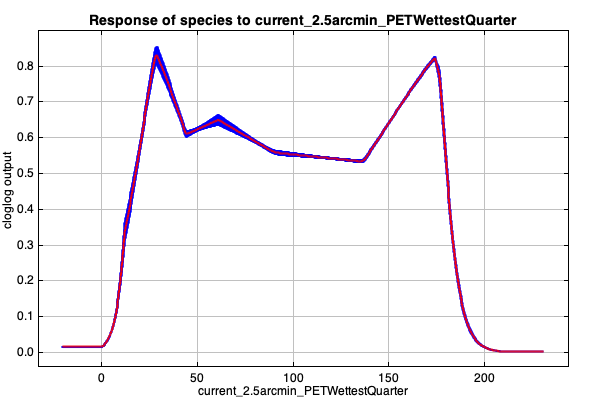 Response of species to current_2.5arcmin_PETWettestQuarter
cloglog output
0.8
0.7
0.6
0.5
0.4
0.3
0.2
0.1
0.0
0 50 100 150 200
current_2.5arcmin_PETWettestQuarter